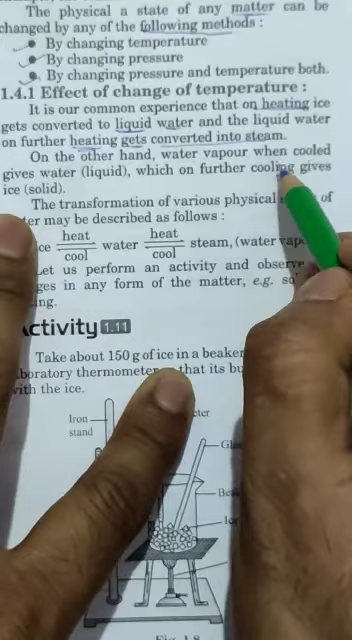 The physical a state of any matter can be
changed by any of the following methods :
By changing temperature
By changing pressure
By changing pressure and temperature both.
1.4.1 Effect of change of temperature :
It is our common experience that on heating ice
gets converted to liquid water and the liquid water
on further heating gets converted into steam.
On the other hand, water vapour when cooled
gives water (liquid), which on further cooling gives
ice (solid).
The transformation of various physical of
may be described as follows :
heat heat
water steam, (water
cool cool
Let us perform an activity and observe
in any form of the matter, e.g.
Activity 1.11
Take about 150 g of ice in a beaker
thermometer that its
with the ice.
Iron
stand